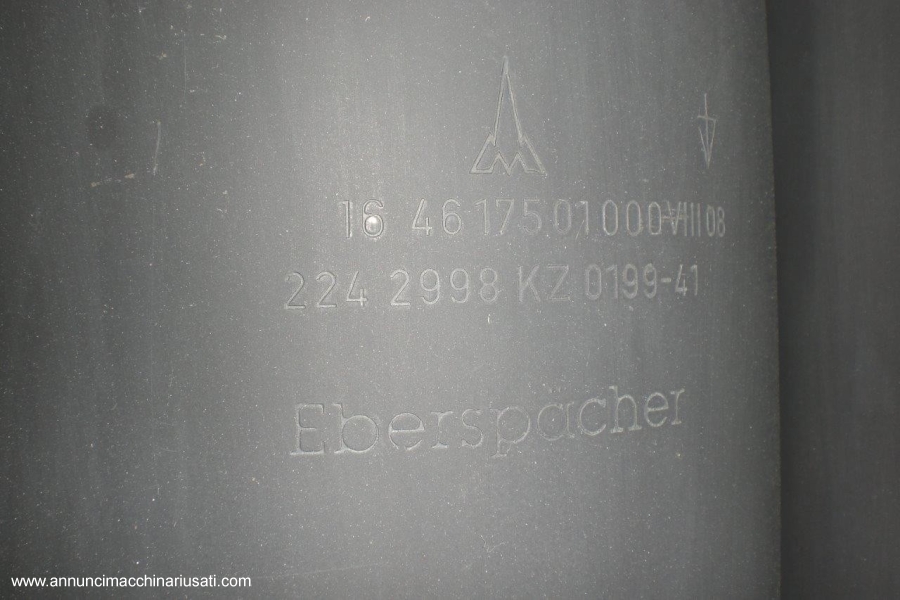 16 46 175 01 000 VIII 08
224 2998 KZ 0199-41
Eberspächer
www.annuncimacchinariusati.com